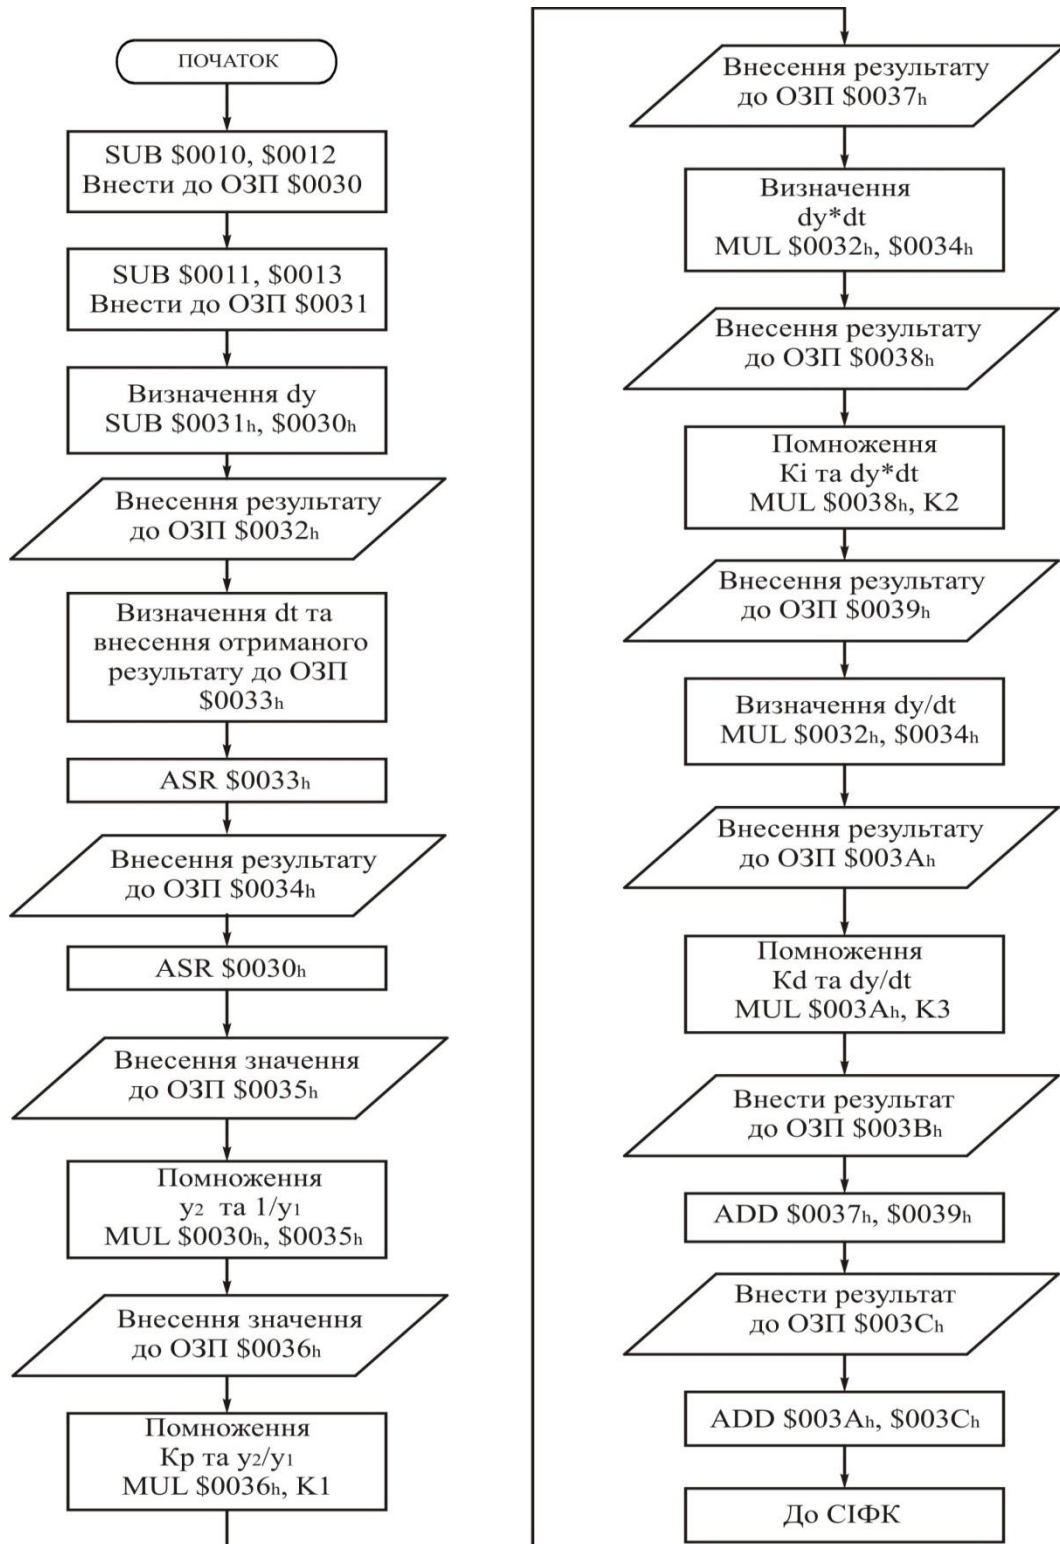 ПОЧАТОК
SUB $0010, $0012
Внести до ОЗП $0030
SUB $0011, $0013
Внести до ОЗП $0031
Визначення dy
SUB $0031h, $0030h
Внесення результату
до ОЗП $0032h
Визначення dt та
внесення отриманого
результату до ОЗП
$0033h
ASR $0033h
Внесення результату
до ОЗП $0034h
ASR $0030h
Внесення значення
до ОЗП $0035h
Помноження
y2 та 1/y1
MUL $0030h, $0035h
Внесення значення
до ОЗП $0036h
Помноження
Кр та y2/y1
MUL $0036h, K1
Внесення результату
до ОЗП $0037h
Визначення
dy*dt
MUL $0032h, $0034h
Внесення результату
до ОЗП $0038h
Помноження
Кі та dy*dt
MUL $0038h, K2
Внесення результату
до ОЗП $0039h
Визначення dy/dt
MUL $0032h, $0034h
Внесення результату
до ОЗП $003Ah
Помноження
Kd та dy/dt
MUL $003Ah, K3
Внести результат
до ОЗП $003Bh
ADD $0037h, $0039h
Внести результат
до ОЗП $003Ch
ADD $003Ah, $003Ch
До СІФК